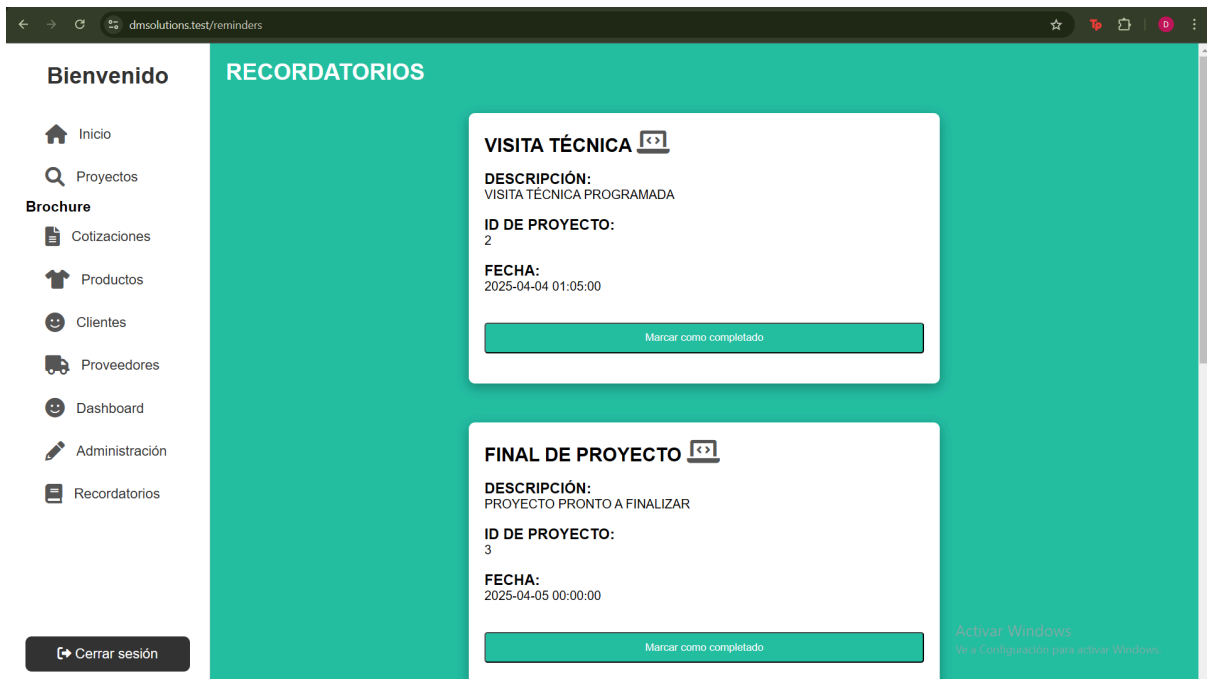 dmsolutions.test/reminders
Tp
D
Bienvenido
Inicio
Proyectos
Brochure
Cotizaciones
Productos
Clientes
Proveedores
Dashboard
Administración
Recordatorios
Cerrar sesión
RECORDATORIOS
VISITA TÉCNICA
DESCRIPCIÓN:
VISITA TÉCNICA PROGRAMADA
ID DE PROYECTO:
2
FECHA:
2025-04-04 01:05:00
Marcar como completado
FINAL DE PROYECTO
DESCRIPCIÓN:
PROYECTO PRONTO A FINALIZAR
ID DE PROYECTO:
3
FECHA:
2025-04-05 00:00:00
Marcar como completado
Activar Windows
Ve a Configuración para activar Windows.